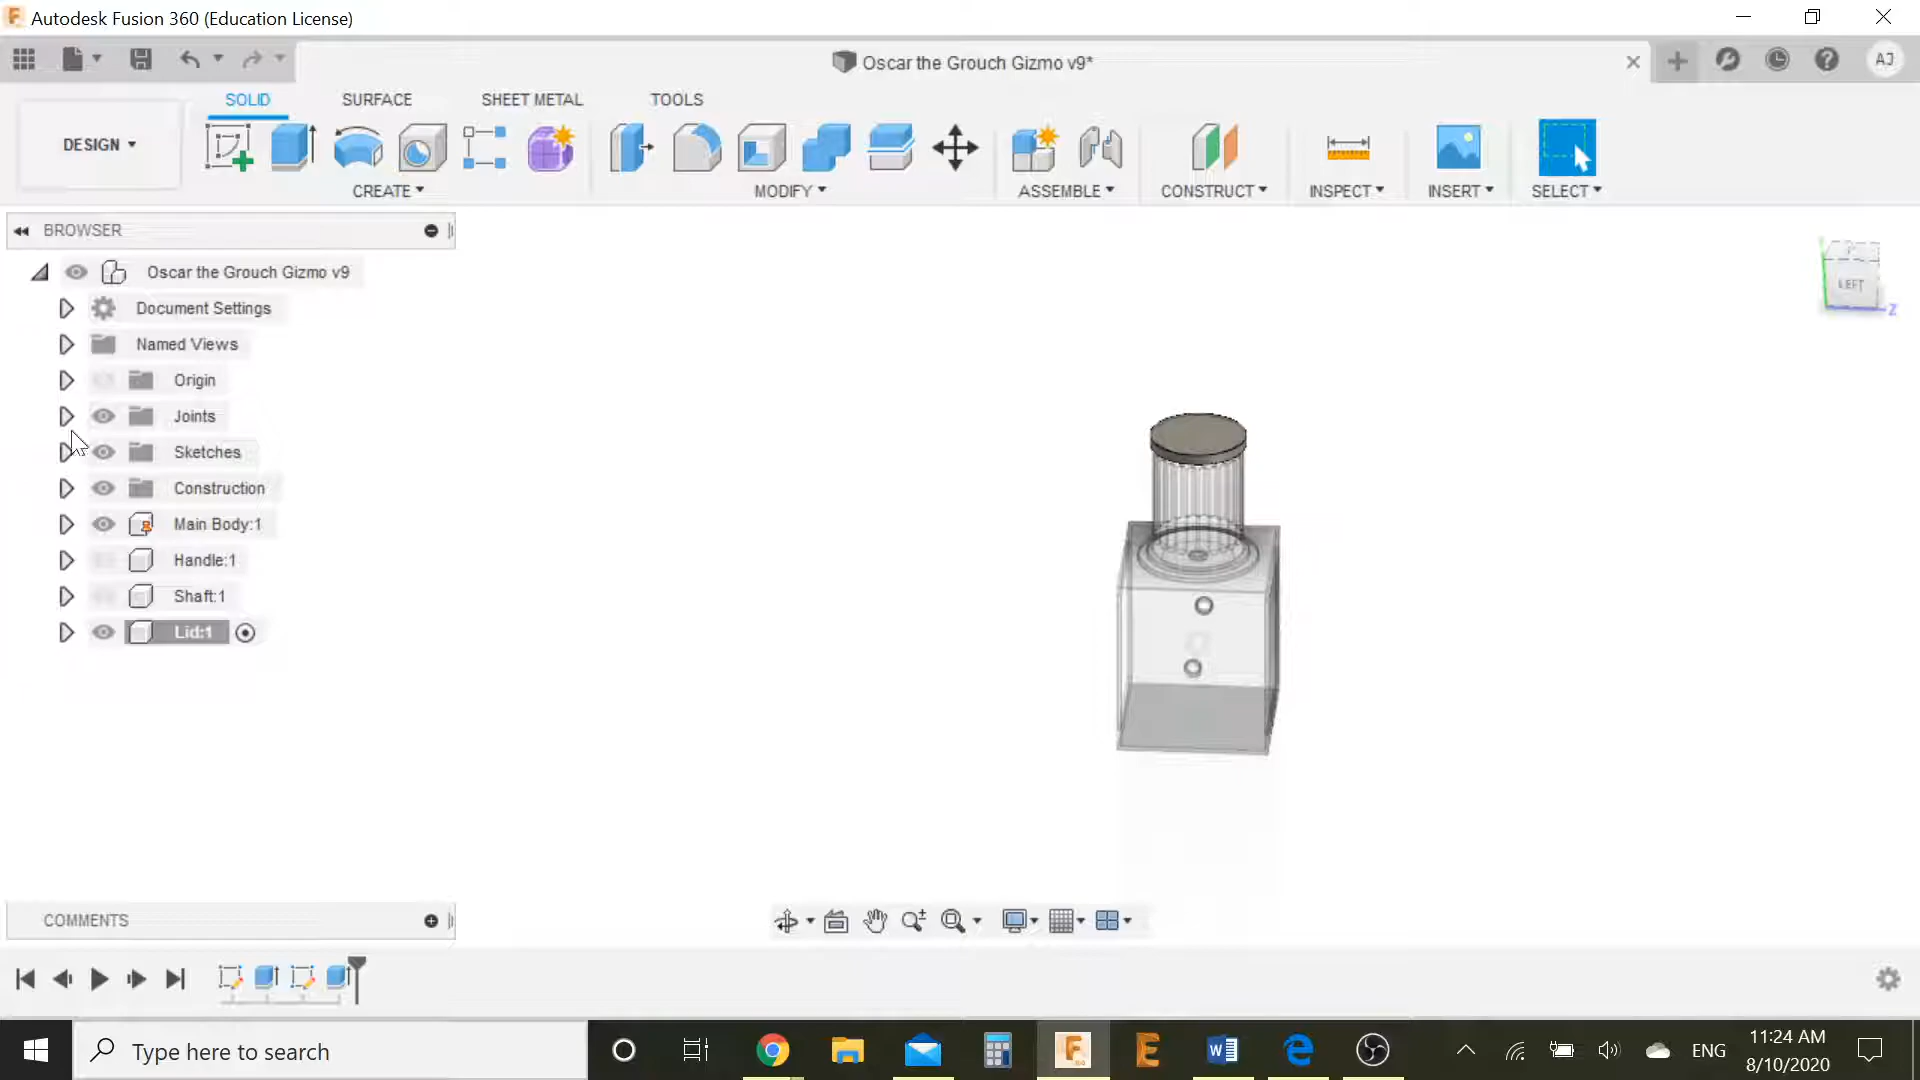 Autodesk Fusion 360 (Education License)
Oscar the Grouch Gizmo v9*
AJ
SOLID
SURFACE
SHEET METAL
TOOLS
DESIGN
CREATE
MODIFY
ASSEMBLE
CONSTRUCT
INSPECT
INSERT
SELECT
BROWSER
Oscar the Grouch Gizmo v9
Document Settings
Named Views
Origin
Joints
Sketches
Construction
Main Body:1
Handle:1
Shaft:1
Lid:1
LEFT
Z
COMMENTS
Type here to search
ENG
11:24 AM
8/10/2020